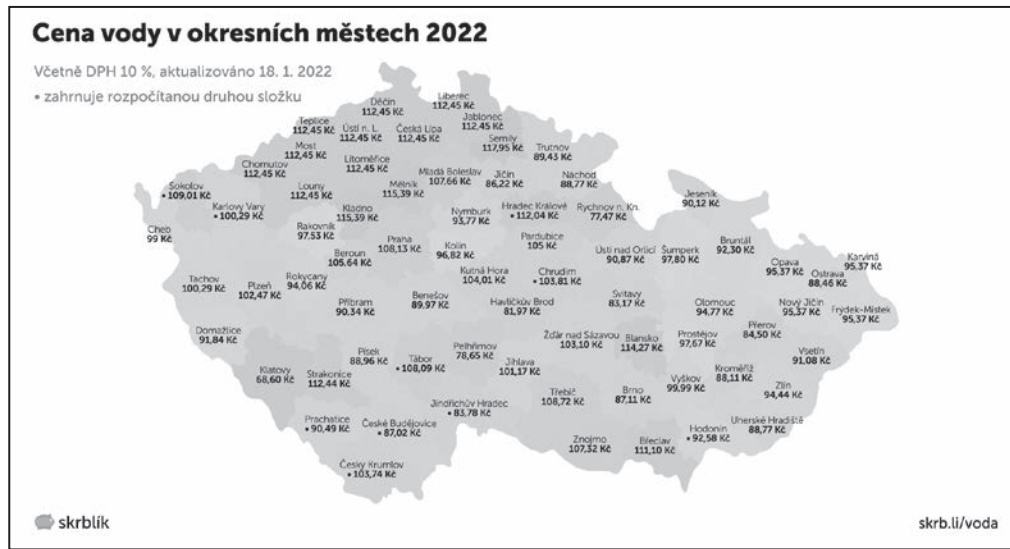 Cena vody v okresních městech 2022
Včetně DPH 10 %, aktualizováno 18. 1. 2022
• zahrnuje rozpočítanou druhou složku
Děčín
112,45 Kč
Liberec
112,45 Kč
Teplice
112,45 Kč
Ústí n. L.
112,45 Kč
Česká Lípa
112,45 Kč
Jablonec
112,45 Kč
Semily
117,95 Kč
Trutnov
89,43 Kč
Most
112,45 Kč
Litoměřice
112,45 Kč
Chomutov
112,45 Kč
Mladá Boleslav
107,66 Kč
Jičín
86,22 Kč
Náchod
88,77 Kč
Sokolov
• 109,01 Kč
Louny
112,45 Kč
Mělník
115,39 Kč
Jeseník
90,12 Kč
Karlovy Vary
• 100,29 Kč
Kladno
115,39 Kč
Nymburk
93,77 Kč
Hradec Králové
• 112,04 Kč
Rychnov n. Kn.
77,47 Kč
Cheb
99 Kč
Rakovník
97,53 Kč
Praha
108,13 Kč
Kolín
96,82 Kč
Pardubice
105 Kč
Ústí nad Orlicí
90,87 Kč
Šumperk
97,80 Kč
Bruntál
92,30 Kč
Beroun
105,64 Kč
Opava
95,37 Kč
Karviná
95,37 Kč
Ostrava
88,46 Kč
Tachov
100,29 Kč
Plzeň
102,47 Kč
Rokycany
94,06 Kč
Kutná Hora
104,01 Kč
Chrudim
• 103,81 Kč
Příbram
90,34 Kč
Benešov
89,97 Kč
Havlíčkův Brod
81,97 Kč
Svitavy
83,17 Kč
Olomouc
94,77 Kč
Nový Jičín
95,37 Kč
Frýdek-Místek
95,37 Kč
Domažlice
91,84 Kč
Přerov
84,50 Kč
Žďár nad Sázavou
103,10 Kč
Blansko
114,27 Kč
Prostějov
97,67 Kč
Písek
88,96 Kč
Tábor
• 108,09 Kč
Pelhřimov
78,65 Kč
Jihlava
101,17 Kč
Vsetín
91,08 Kč
Klatovy
68,60 Kč
Strakonice
112,44 Kč
Kroměříž
88,11 Kč
Vyškov
99,99 Kč
Třebíč
108,72 Kč
Brno
87,11 Kč
Zlín
94,44 Kč
Jindřichův Hradec
• 83,78 Kč
Prachatice
• 90,49 Kč
České Budějovice
• 87,02 Kč
Uherské Hradiště
88,77 Kč
Hodonín
• 92,58 Kč
Znojmo
107,32 Kč
Břeclav
111,10 Kč
Český Krumlov
• 103,74 Kč
skrblík
skrb.li/voda